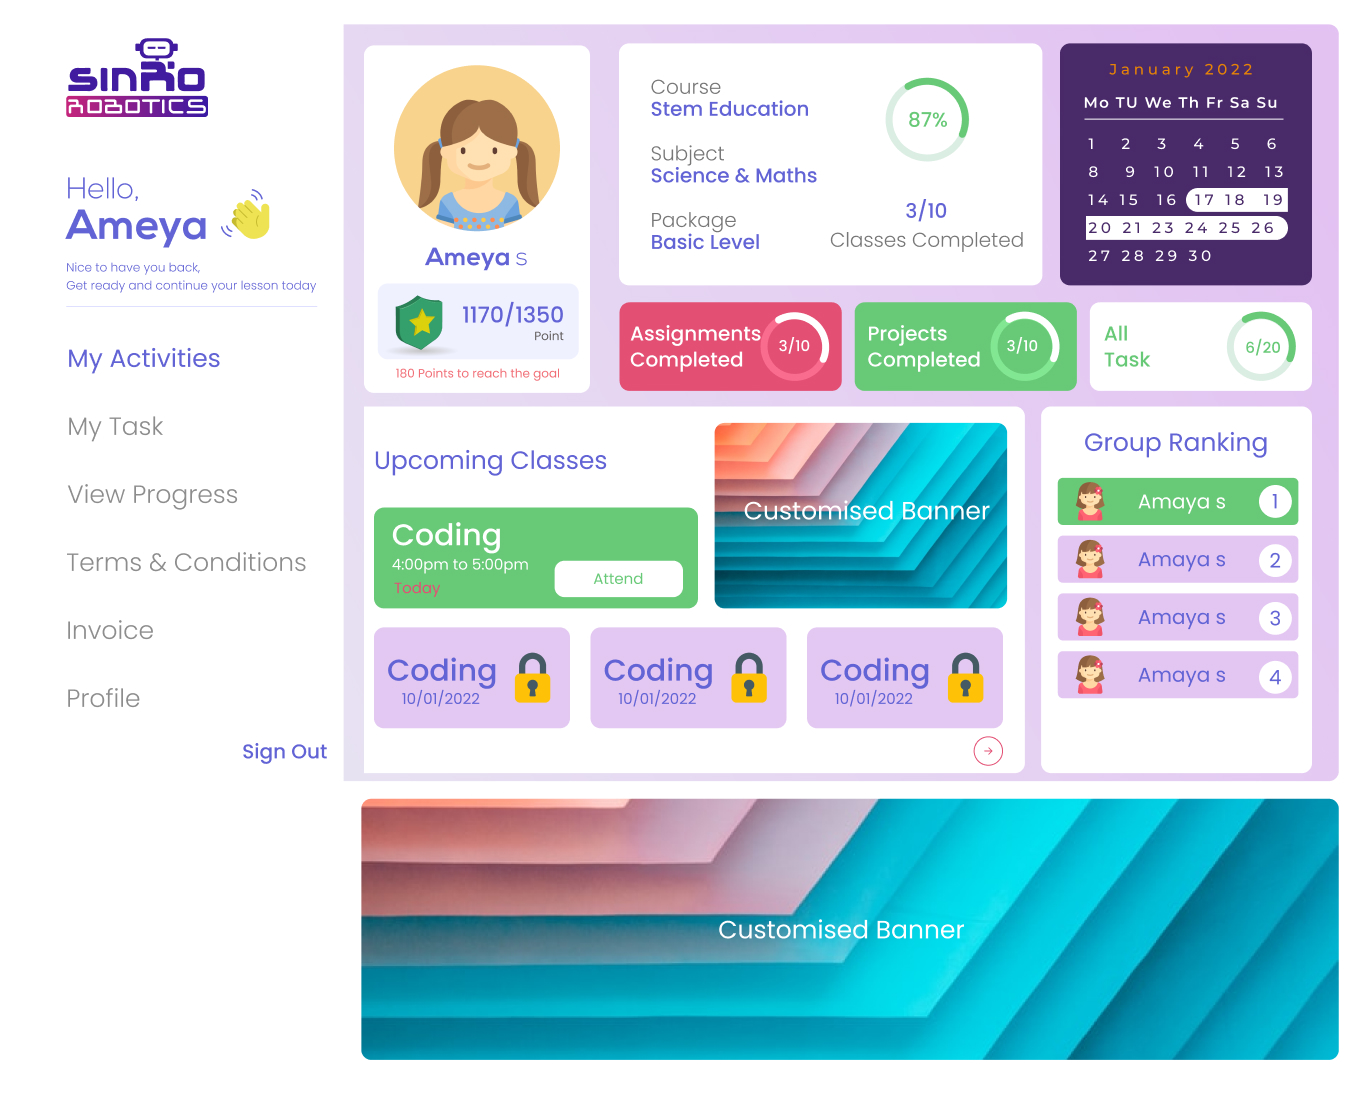 SINRO
ROBOTICS
Hello,
Ameya
Nice to have you back,
Get ready and continue your lesson today
My Activities
My Task
View Progress
Terms & Conditions
Invoice
Profile
Sign Out
Ameya s
1170/1350
Point
180 Points to reach the goal
Course
Stem Education
Subject
Science & Maths
Package
Basic Level
87%
3/10
Classes Completed
January 2022
Mo TU We Th Fr Sa Su
1 2 3 4 5 6
8 9 10 11 12 13
14 15 16 17 18 19
20 21 23 24 25 26
27 28 29 30
Assignments
Completed
3/10
Projects
Completed
3/10
All
Task
6/20
Upcoming Classes
Coding
4:00pm to 5:00pm
Today
Attend
Customised Banner
Coding
10/01/2022
Coding
10/01/2022
Coding
10/01/2022
Group Ranking
Amaya s 1
Amaya s 2
Amaya s 3
Amaya s 4
Customised Banner